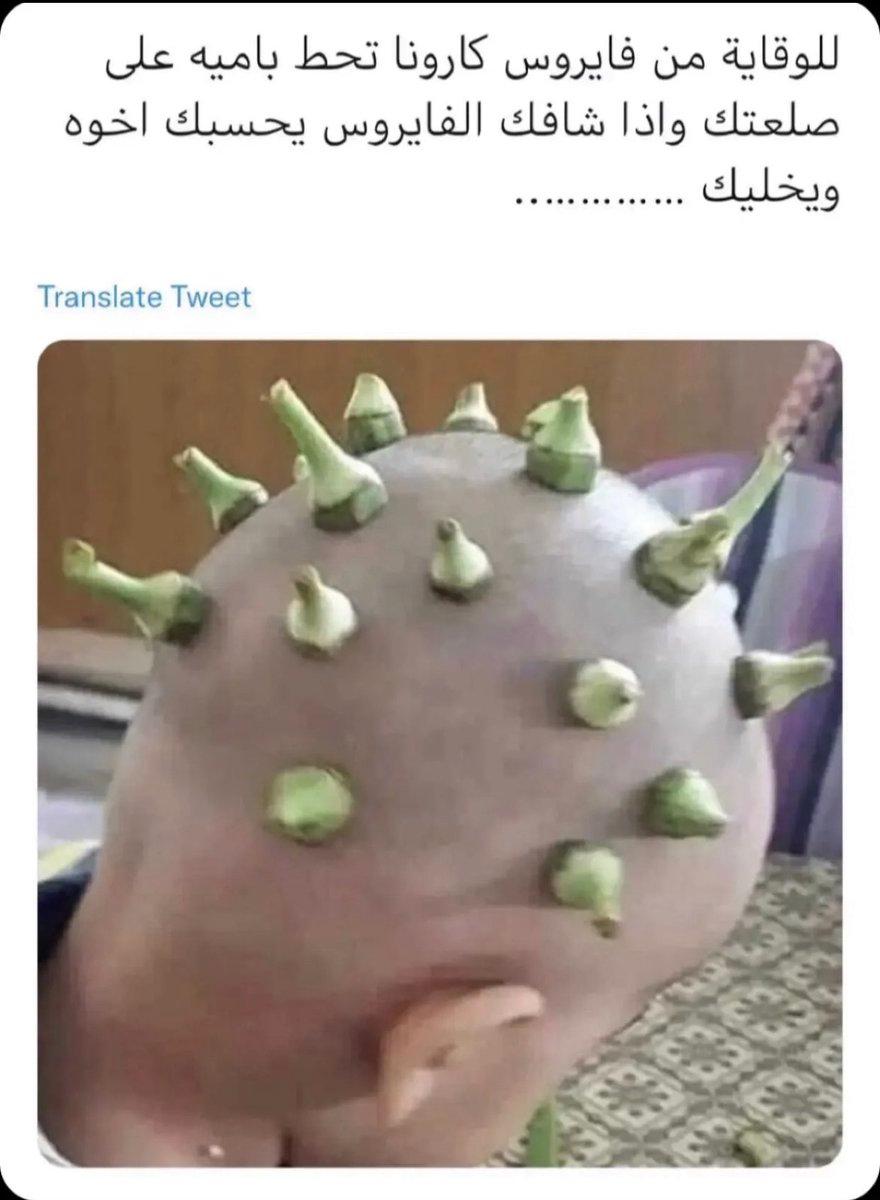 للوقاية من فايروس كارونا تحط باميه على
صلعتك واذا شافك الفايروس يحسبك اخوه
ويخليك .............
Translate Tweet